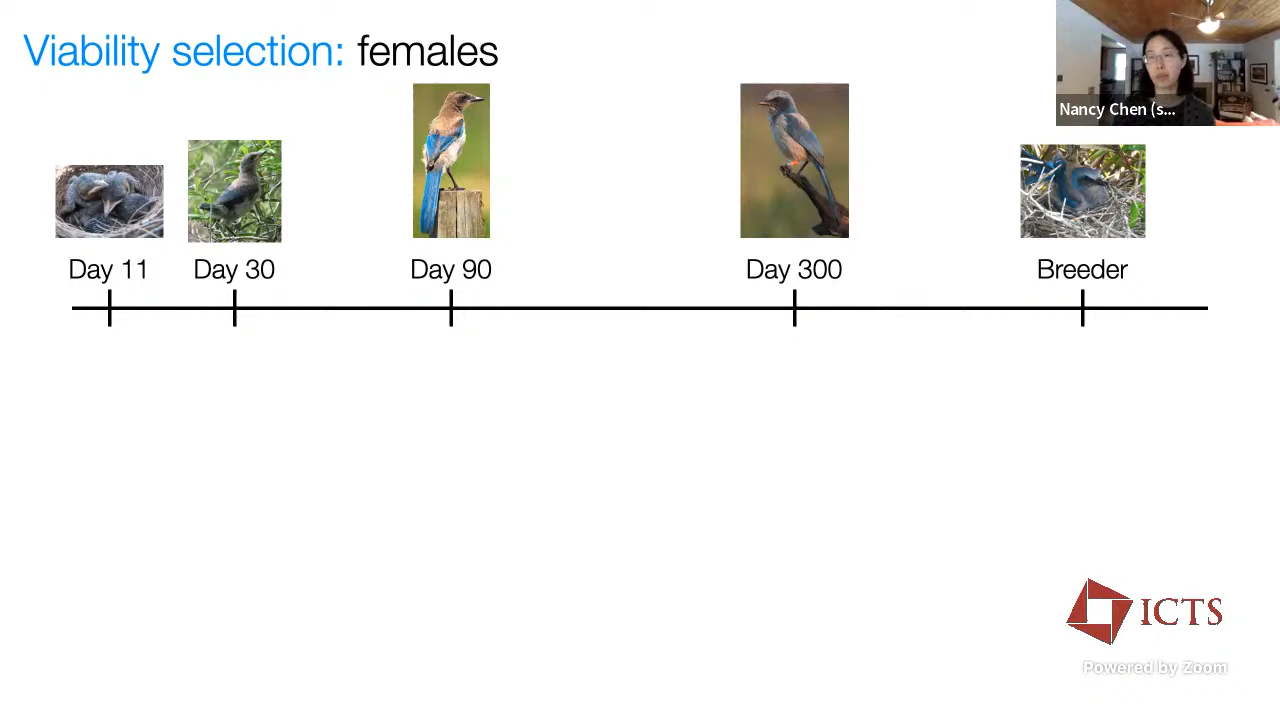 Viability selection: females
Nancy Chen (s...
Day 11
Day 30
Day 90
Day 300
Breeder
ICTS
Powered by Zoom